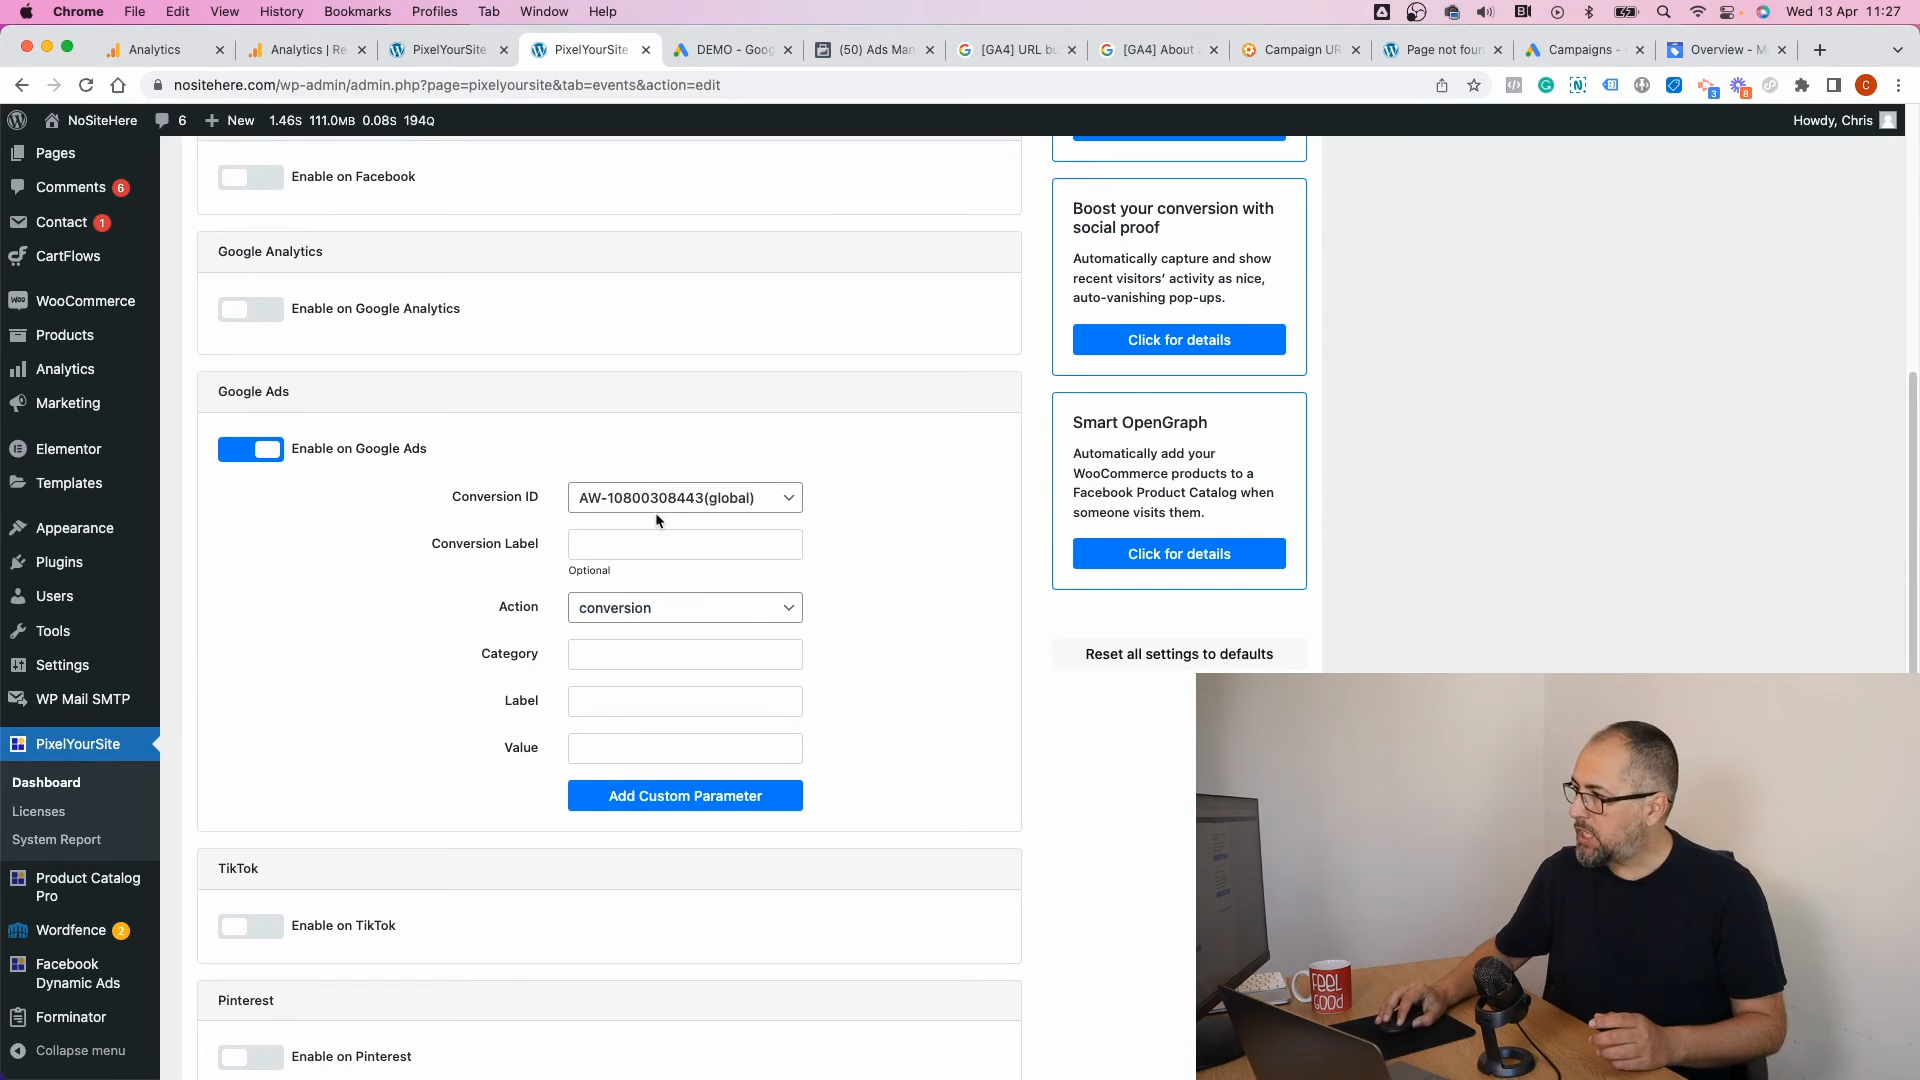 Chrome File Edit View History Bookmarks Profiles Tab Window Help
Wed 13 Apr 11:27
Analytics
Analytics | Re
PixelYourSite
PixelYourSite
DEMO - Goog
(50) Ads Man
[GA4] URL bu
[GA4] About
Campaign UR
Page not foun
Campaigns -
Overview - M
nositehere.com/wp-admin/admin.php?page=pixelyoursite&tab=events&action=edit
3
8
C
NoSiteHere 6 New 1.46S 111.0MB 0.08S 194Q
Howdy, Chris
Pages
Comments 6
Contact 1
CartFlows
WooCommerce
Products
Analytics
Marketing
Elementor
Templates
Appearance
Plugins
Users
Tools
Settings
WP Mail SMTP
PixelYourSite
Dashboard
Licenses
System Report
Product Catalog
Pro
Wordfence 2
Facebook
Dynamic Ads
Forminator
Collapse menu
Enable on Facebook
Google Analytics
Enable on Google Analytics
Google Ads
Enable on Google Ads
Conversion ID AW-10800308443(global)
Conversion Label
Optional
Action conversion
Category
Label
Value
Add Custom Parameter
TikTok
Enable on TikTok
Pinterest
Enable on Pinterest
Boost your conversion with
social proof
Automatically capture and show
recent visitors' activity as nice,
auto-vanishing pop-ups.
Click for details
Smart OpenGraph
Automatically add your
WooCommerce products to a
Facebook Product Catalog when
someone visits them.
Click for details
Reset all settings to defaults
FEEL
GOOD